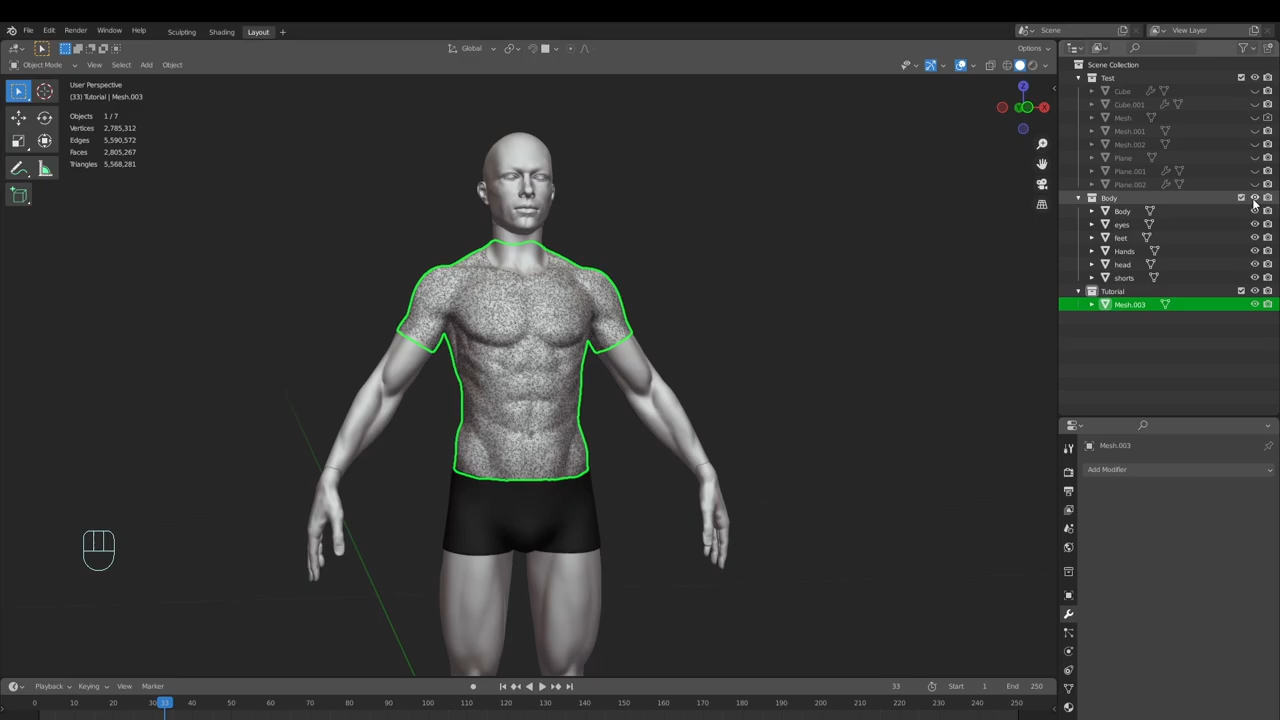 File Edit Render Window Help Sculpting Shading Layout + Scene View Layer
Global Options
Object Mode View Select Add Object
User Perspective
(33) Tutorial | Mesh.003
Objects 1 / 7
Vertices 2,785,312
Edges 5,590,572
Faces 2,805,267
Triangles 5,568,281
Z
Y
X
Scene Collection
Test
Cube
Cube.001
Mesh
Mesh.001
Mesh.002
Plane
Plane.001
Plane.002
Body
Body
eyes
feet
Hands
head
shorts
Tutorial
Mesh.003
Mesh.003
Add Modifier
Playback Keying View Marker 33 Start 1 End 250
0 10 20 30 33 40 50 60 70 80 90 100 110 120 130 140 150 160 170 180 190 200 210 220 230 240 250